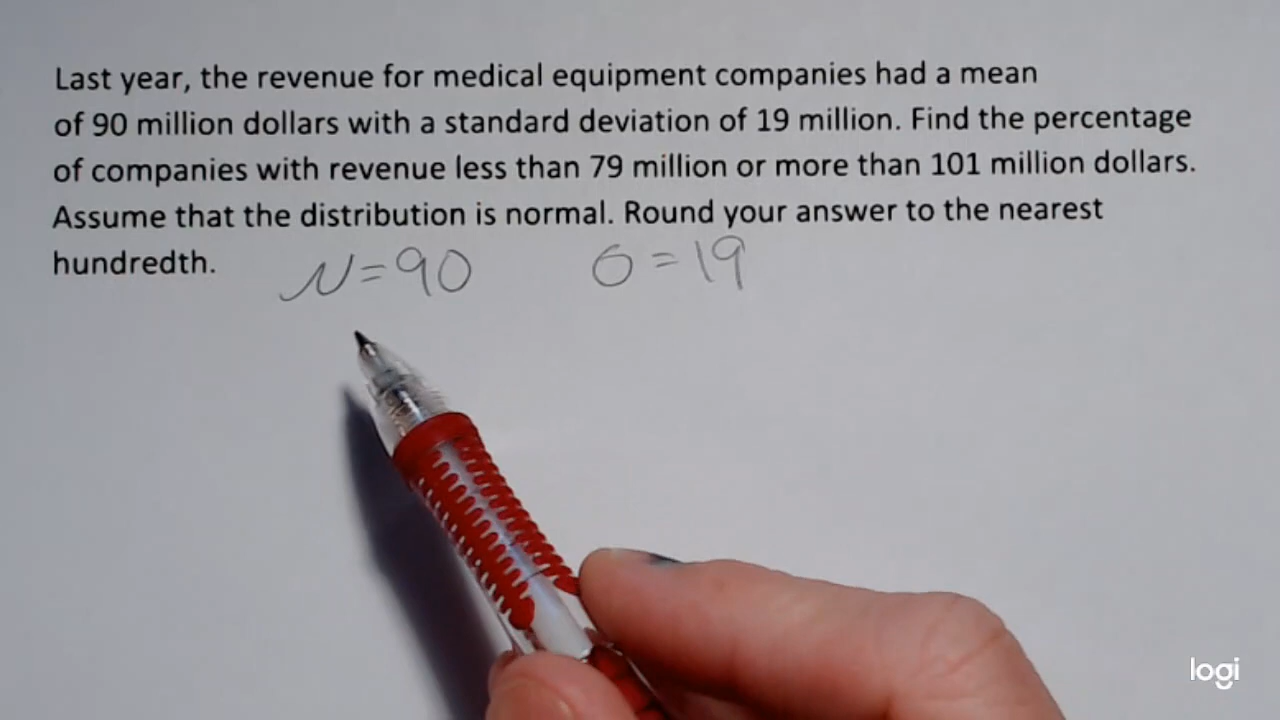 Last year, the revenue for medical equipment companies had a mean
of 90 million dollars with a standard deviation of 19 million. Find the percentage
of companies with revenue less than 79 million or more than 101 million dollars.
Assume that the distribution is normal. Round your answer to the nearest
hundredth. μ=90 σ=19
logi